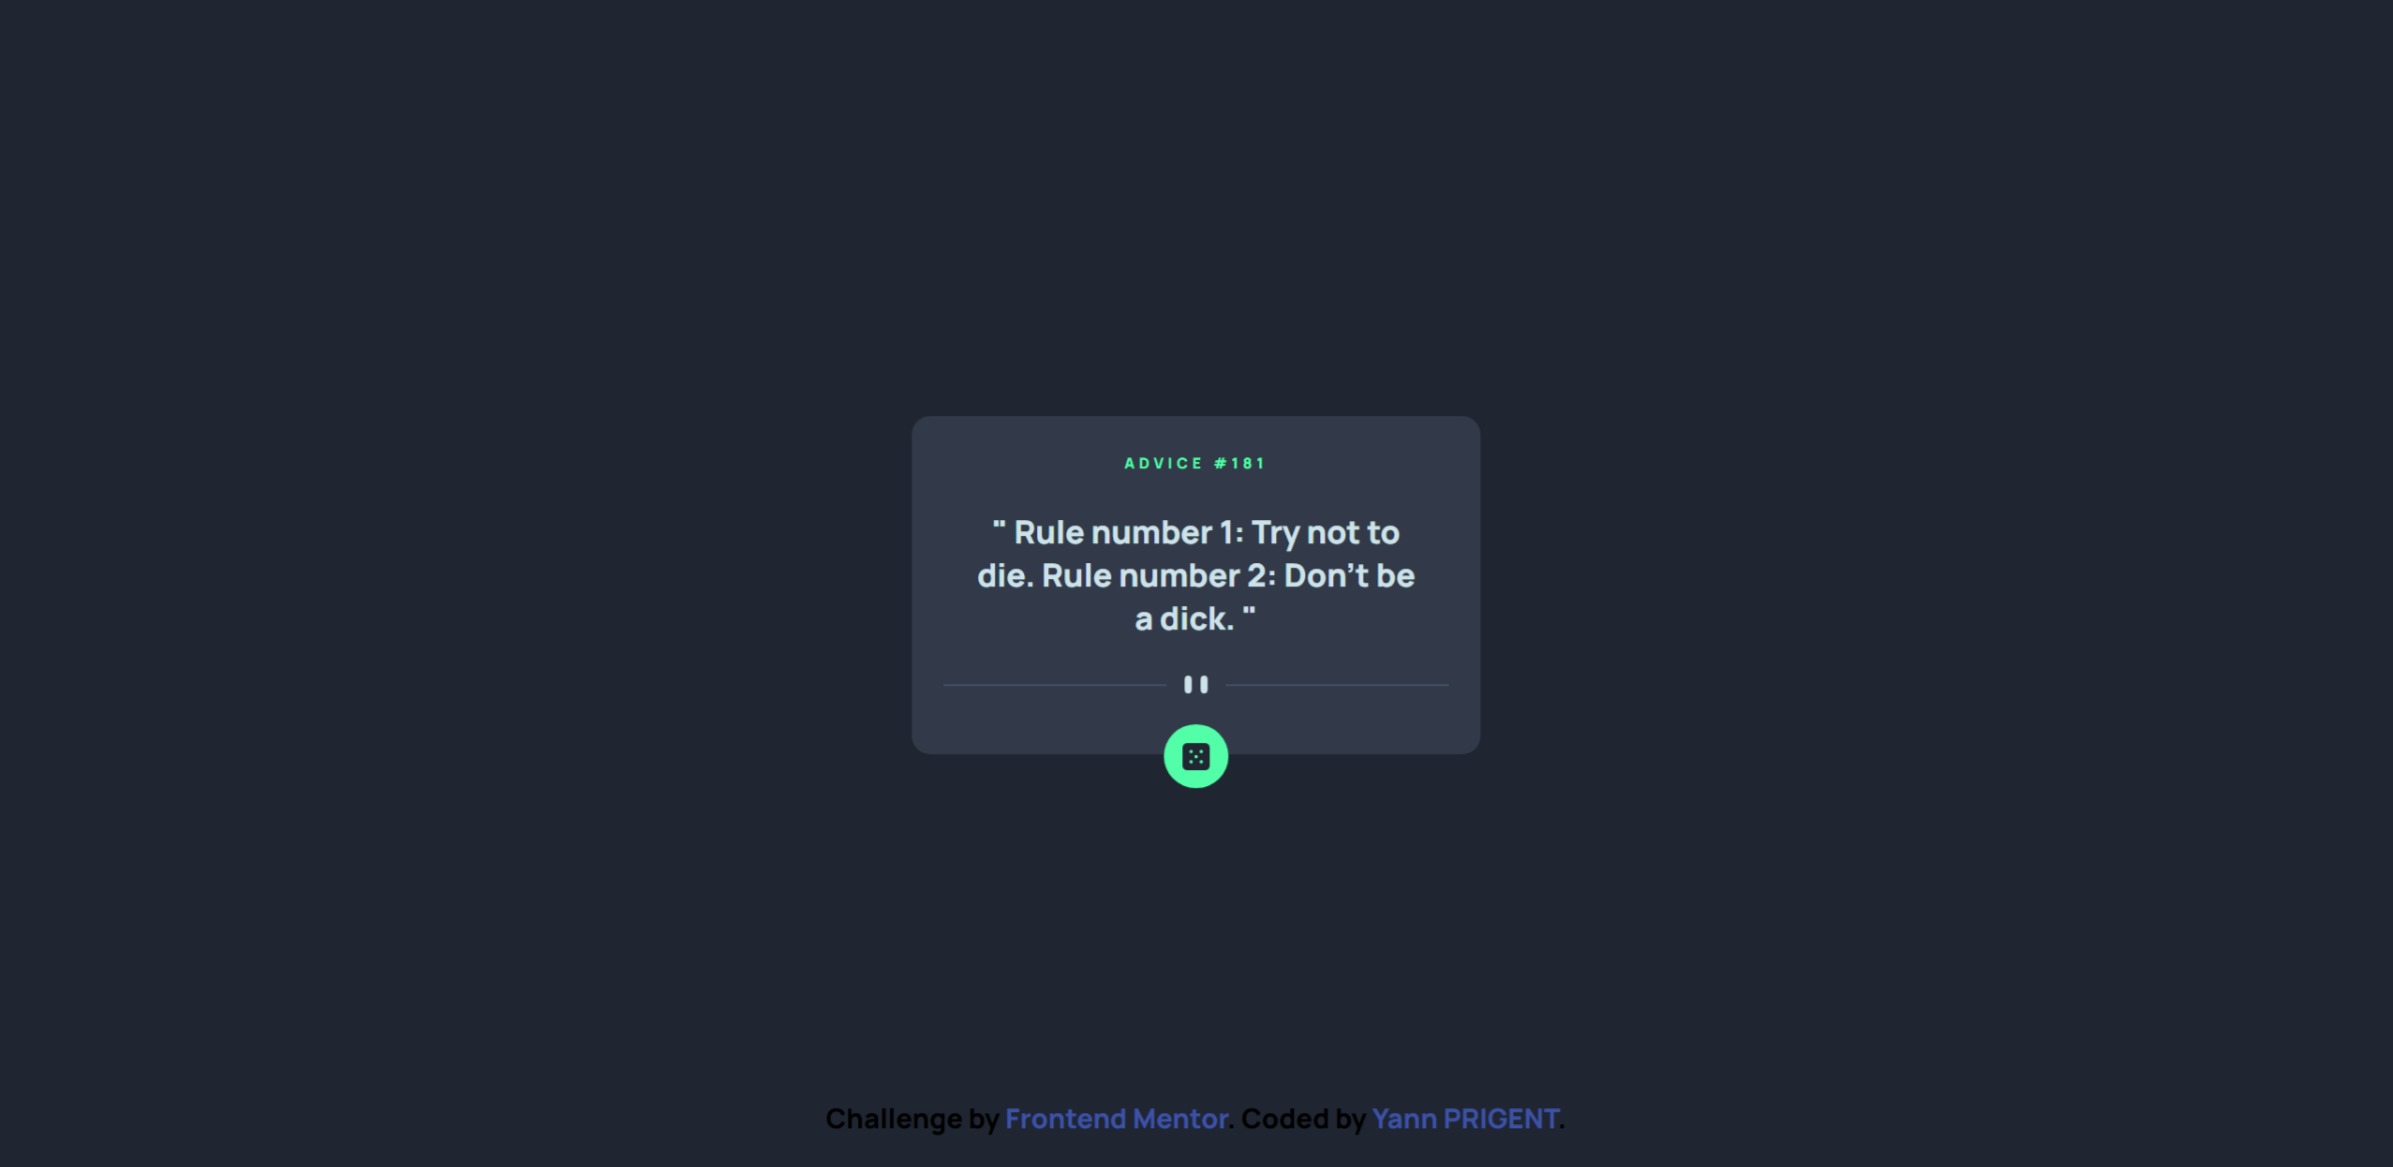 ADVICE #181
" Rule number 1: Try not to
die. Rule number 2: Don't be
a dick. "
Challenge by Frontend Mentor. Coded by Yann PRIGENT.